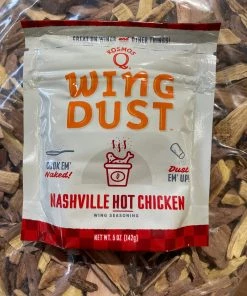 GREAT ON WINGS AND OTHER THINGS!
KOSMOS
Q
WING
DUST
COOK EM'
Naked!
Dust
EM' UP!
NASHVILLE HOT CHICKEN
WING SEASONING
NET WT. 5 OZ (142g)